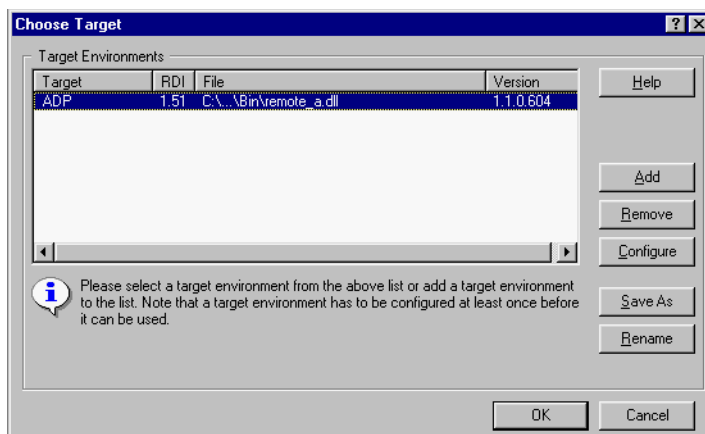 Choose Target
Target Environments
Target RDI File Version
ADP 1.51 C:\...\Bin\remote_a.dll 1.1.0.604
Help
Add
Remove
Configure
Please select a target environment from the above list or add a target environment
to the list. Note that a target environment has to be configured at least once before
it can be used.
Save As
Rename
OK Cancel